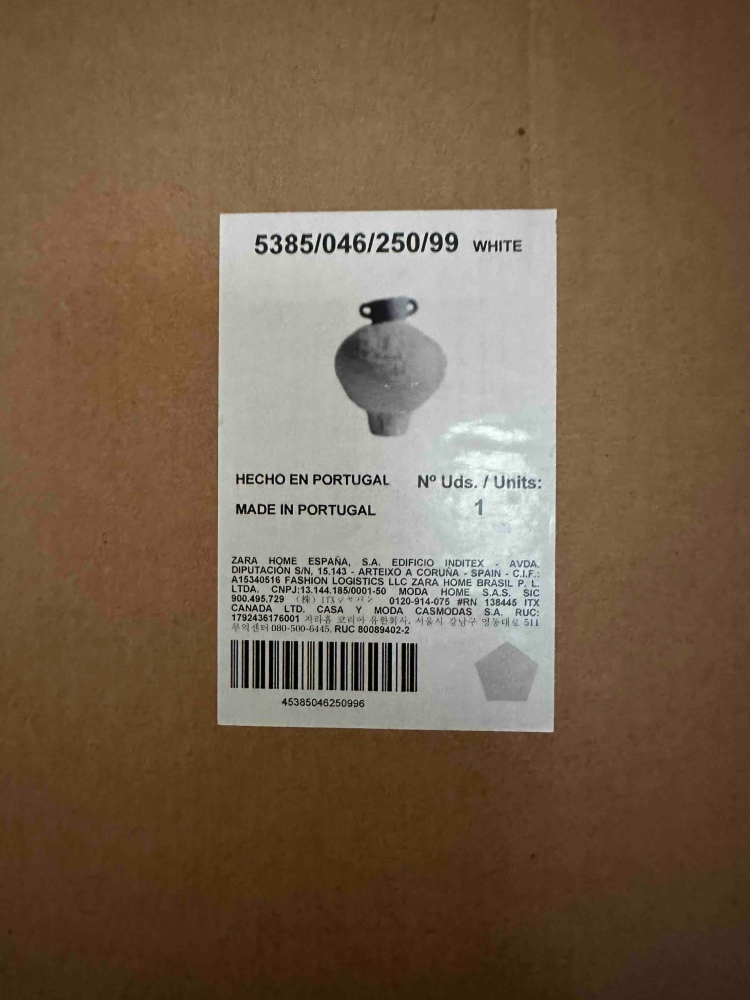 5385/046/250/99 WHITE
HECHO EN PORTUGAL
Nº Uds. / Units:
MADE IN PORTUGAL
1
ZARA HOME ESPAÑA, S.A. EDIFICIO INDITEX - AVDA.
DIPUTACIÓN S/N, 15.143 - ARTEIXO A CORUÑA - SPAIN - C.I.F.:
A15340516 FASHION LOGISTICS LLC ZARA HOME BRASIL P. L.
LTDA. CNPJ:13.144.185/0001-50 MODA HOME S.A.S. SIC
900.495.729 (株) ITXジャパン 0120-914-075 #RN 138445 ITX
CANADA LTD. CASA Y MODA CASMODAS S.A. RUC:
1792436176001 자라홈 코리아 유한회사. 서울시 강남구 영동대로 511
무역센터 080-500-6445. RUC 80089402-2
45385046250996